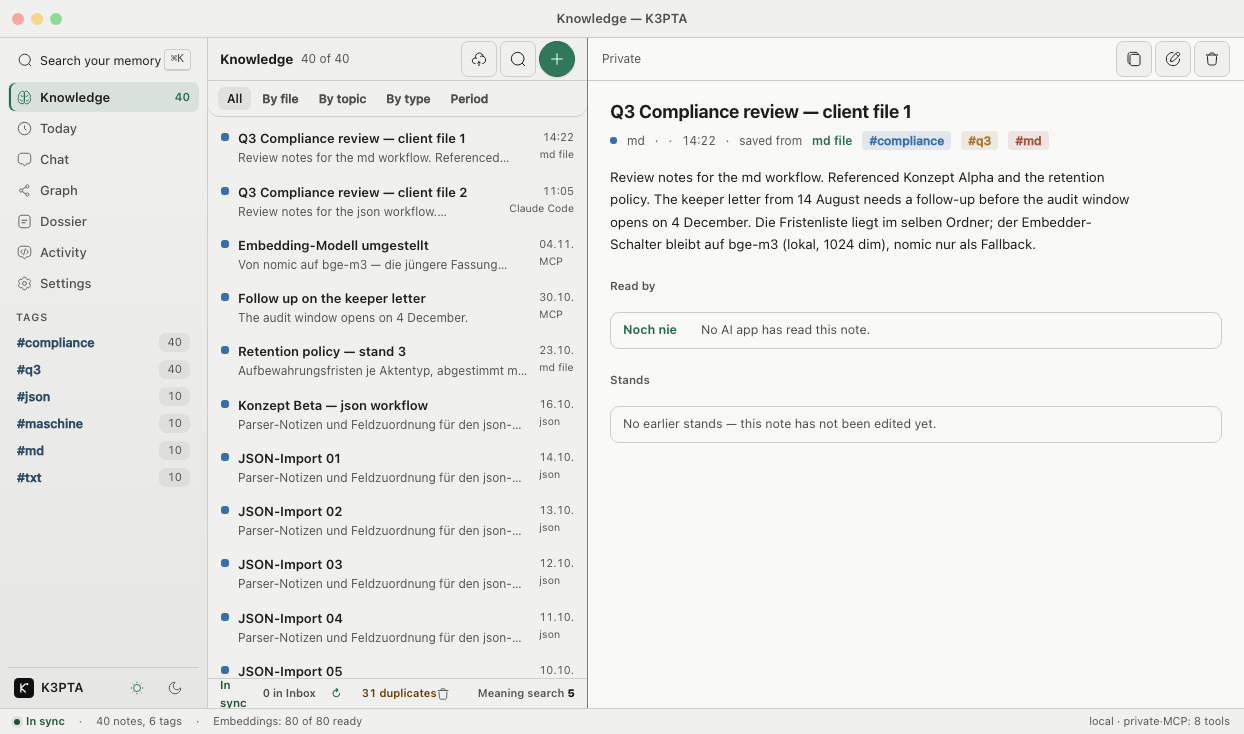 Knowledge — K3PTA
Search your memory ⌘K
Knowledge 40
Today
Chat
Graph
Dossier
Activity
Settings
TAGS
#compliance 40
#q3 40
#json 10
#maschine 10
#md 10
#txt 10
K3PTA
Knowledge 40 of 40
All By file By topic By type Period
Q3 Compliance review — client file 1 14:22
Review notes for the md workflow. Referenced... md file
Q3 Compliance review — client file 2 11:05
Review notes for the json workflow.... Claude Code
Embedding-Modell umgestellt 04.11.
Von nomic auf bge-m3 — die jüngere Fassung... MCP
Follow up on the keeper letter 30.10.
The audit window opens on 4 December. MCP
Retention policy — stand 3 23.10.
Aufbewahrungsfristen je Aktentyp, abgestimmt m... md file
Konzept Beta — json workflow 16.10.
Parser-Notizen und Feldzuordnung für den json-... json
JSON-Import 01 14.10.
Parser-Notizen und Feldzuordnung für den json-... json
JSON-Import 02 13.10.
Parser-Notizen und Feldzuordnung für den json-... json
JSON-Import 03 12.10.
Parser-Notizen und Feldzuordnung für den json-... json
JSON-Import 04 11.10.
Parser-Notizen und Feldzuordnung für den json-... json
JSON-Import 05 10.10.
In sync 0 in Inbox 31 duplicates Meaning search 5
Private
Q3 Compliance review — client file 1
md · · 14:22 · saved from md file #compliance #q3 #md
Review notes for the md workflow. Referenced Konzept Alpha and the retention
policy. The keeper letter from 14 August needs a follow-up before the audit window
opens on 4 December. Die Fristenliste liegt im selben Ordner; der Embedder-
Schalter bleibt auf bge-m3 (lokal, 1024 dim), nomic nur als Fallback.
Read by
Noch nie No AI app has read this note.
Stands
No earlier stands — this note has not been edited yet.
In sync · 40 notes, 6 tags · Embeddings: 80 of 80 ready
local · private·MCP: 8 tools